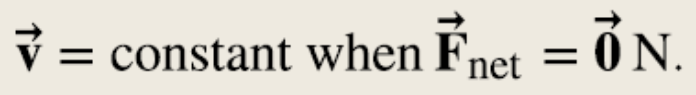 v⃗ = constant when F⃗net = 0⃗ N.